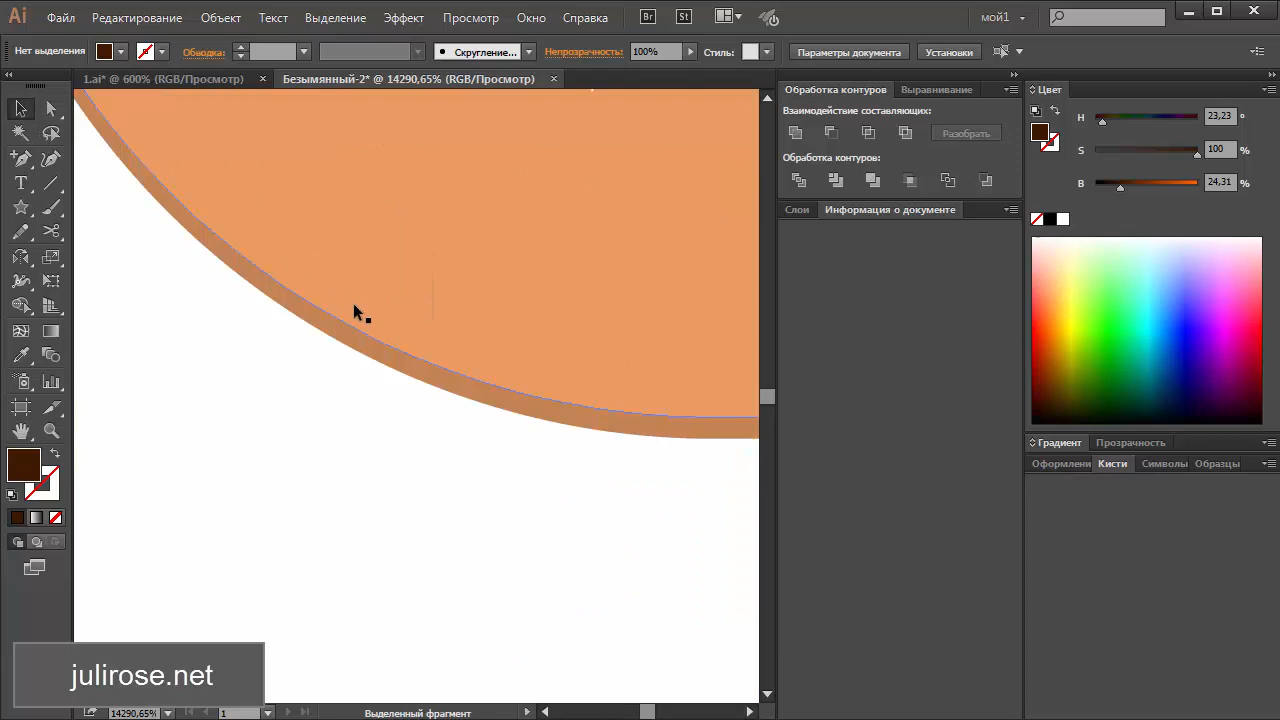 Ai Файл Редактирование Объект Текст Выделение Эффект Просмотр Окно Справка Br St мой1
Нет выделения Обводка: Скругление... Непрозрачность: 100% Стиль: Параметры документа Установки
1.ai* @ 600% (RGB/Просмотр) Безымянный-2* @ 14290,65% (RGB/Просмотр)
Обработка контуров Выравнивание
Взаимодействие составляющих:
Разобрать
Обработка контуров:
Слои Информация о документе
Цвет
H 23,23 °
S 100 %
B 24,31 %
Градиент Прозрачность
Оформлени Кисти Символы Образцы
julirose.net
14290,65% 1 Выделенный фрагмент